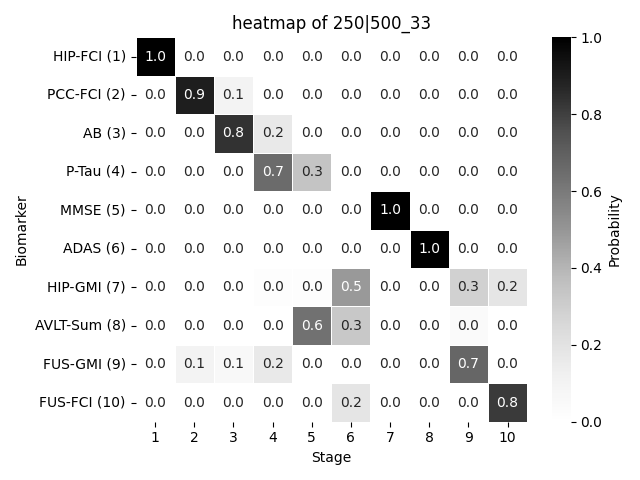 heatmap of 250|500_33
HIP-FCI (1) 1.0 0.0 0.0 0.0 0.0 0.0 0.0 0.0 0.0 0.0
PCC-FCI (2) 0.0 0.9 0.1 0.0 0.0 0.0 0.0 0.0 0.0 0.0
AB (3) 0.0 0.0 0.8 0.2 0.0 0.0 0.0 0.0 0.0 0.0
P-Tau (4) 0.0 0.0 0.0 0.7 0.3 0.0 0.0 0.0 0.0 0.0
MMSE (5) 0.0 0.0 0.0 0.0 0.0 0.0 1.0 0.0 0.0 0.0
ADAS (6) 0.0 0.0 0.0 0.0 0.0 0.0 0.0 1.0 0.0 0.0
HIP-GMI (7) 0.0 0.0 0.0 0.0 0.0 0.5 0.0 0.0 0.3 0.2
AVLT-Sum (8) 0.0 0.0 0.0 0.0 0.6 0.3 0.0 0.0 0.0 0.0
FUS-GMI (9) 0.0 0.1 0.1 0.2 0.0 0.0 0.0 0.0 0.7 0.0
FUS-FCI (10) 0.0 0.0 0.0 0.0 0.0 0.2 0.0 0.0 0.0 0.8
1 2 3 4 5 6 7 8 9 10
Stage
Biomarker
1.0
0.8
0.6
0.4
0.2
0.0
Probability